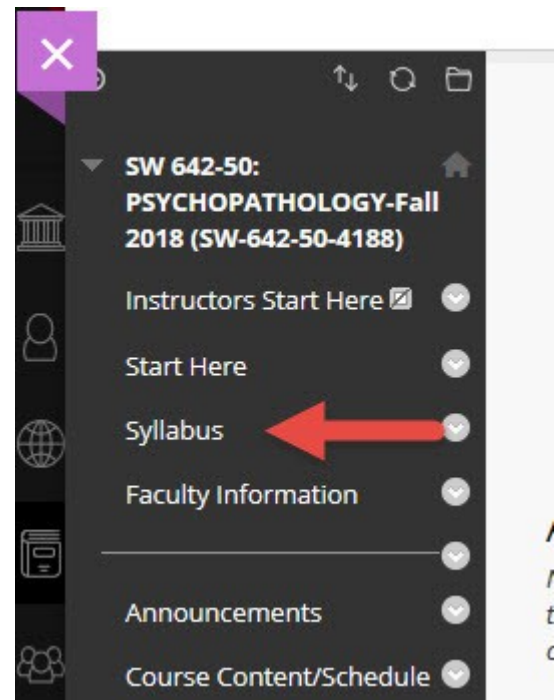 SW 642-50:
PSYCHOPATHOLOGY-Fall
2018 (SW-642-50-4188)
Instructors Start Here
Start Here
Syllabus
Faculty Information
Announcements
Course Content/Schedule